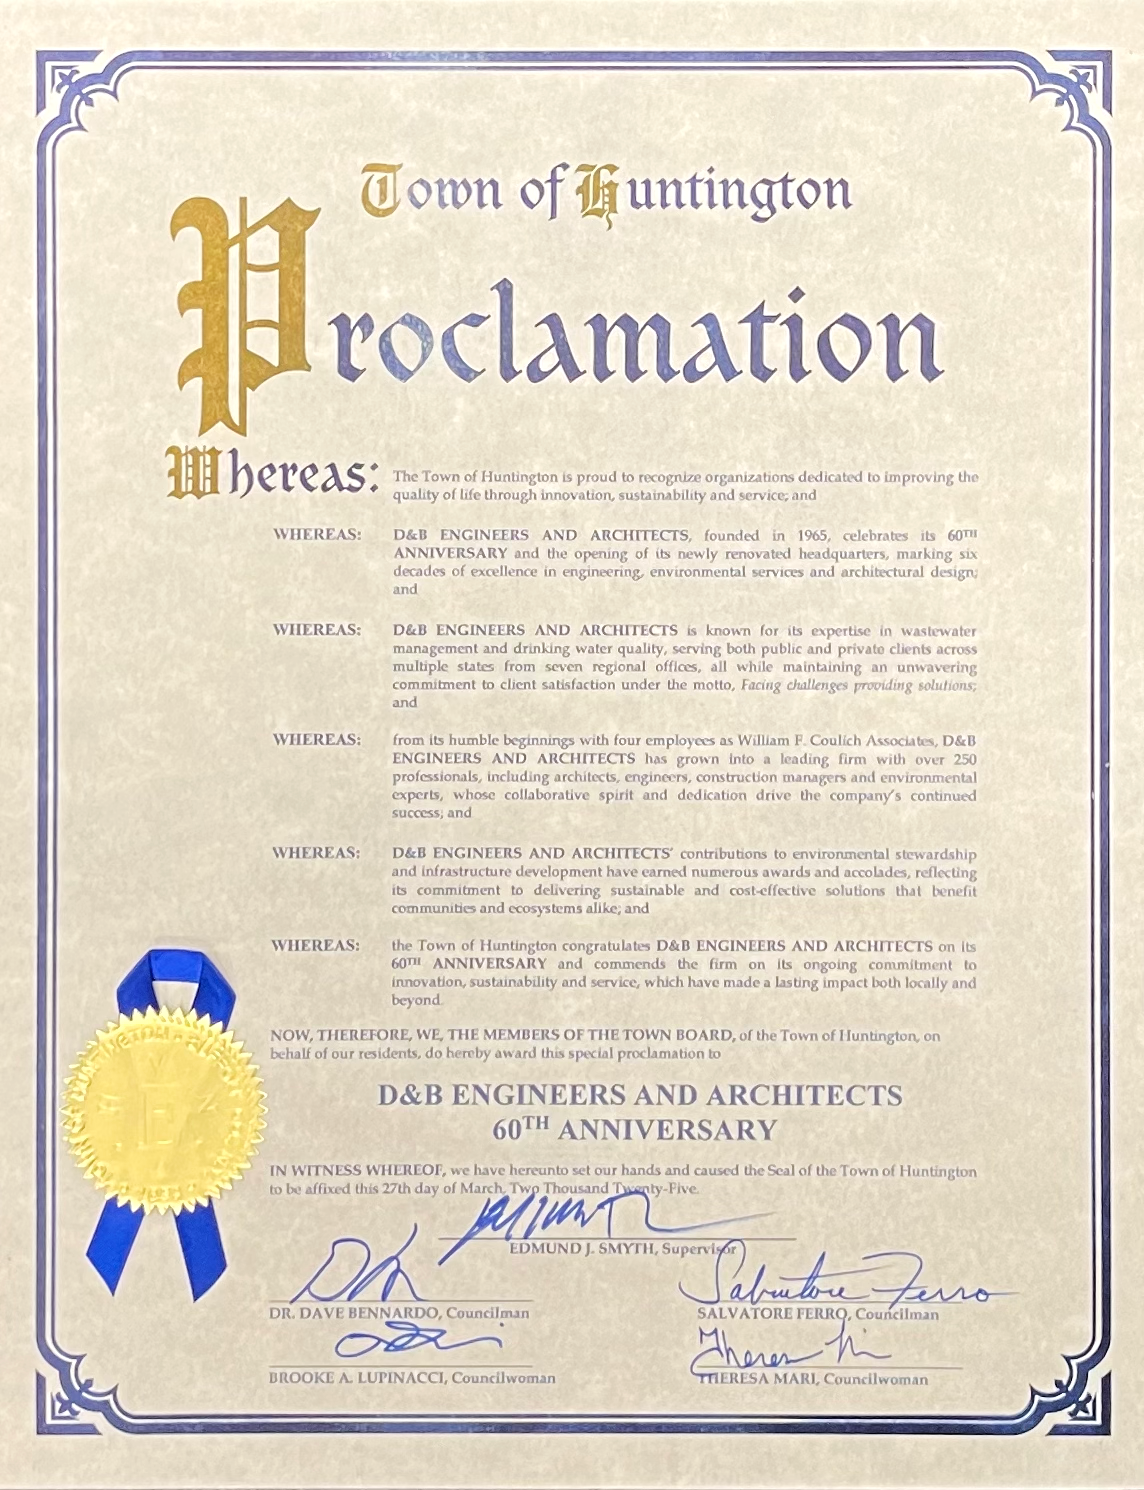 Town of Huntington
Proclamation
Whereas: The Town of Huntington is proud to recognize organizations dedicated to improving the
quality of life through innovation, sustainability and service; and
WHEREAS: D&B ENGINEERS AND ARCHITECTS, founded in 1965, celebrates its 60TH
ANNIVERSARY and the opening of its newly renovated headquarters, marking six
decades of excellence in engineering, environmental services and architectural design;
and
WHEREAS: D&B ENGINEERS AND ARCHITECTS is known for its expertise in wastewater
management and drinking water quality, serving both public and private clients across
multiple states from seven regional offices, all while maintaining an unwavering
commitment to client satisfaction under the motto, Facing challenges providing solutions;
and
WHEREAS: from its humble beginnings with four employees as William F. Coulich Associates, D&B
ENGINEERS AND ARCHITECTS has grown into a leading firm with over 250
professionals, including architects, engineers, construction managers and environmental
experts, whose collaborative spirit and dedication drive the company's continued
success; and
WHEREAS: D&B ENGINEERS AND ARCHITECTS' contributions to environmental stewardship
and infrastructure development have earned numerous awards and accolades, reflecting
its commitment to delivering sustainable and cost-effective solutions that benefit
communities and ecosystems alike; and
WHEREAS: the Town of Huntington congratulates D&B ENGINEERS AND ARCHITECTS on its
60TH ANNIVERSARY and commends the firm on its ongoing commitment to
innovation, sustainability and service, which have made a lasting impact both locally and
beyond.
NOW, THEREFORE, WE, THE MEMBERS OF THE TOWN BOARD, of the Town of Huntington, on
behalf of our residents, do hereby award this special proclamation to
D&B ENGINEERS AND ARCHITECTS
60TH ANNIVERSARY
IN WITNESS WHEREOF, we have hereunto set our hands and caused the Seal of the Town of Huntington
to be affixed this 27th day of March, Two Thousand Twenty-Five.
EDMUND J. SMYTH, Supervisor
Salvatore Ferro
DR. DAVE BENNARDO, Councilman
SALVATORE FERRO, Councilman
BROOKE A. LUPINACCI, Councilwoman
THERESA MARI, Councilwoman